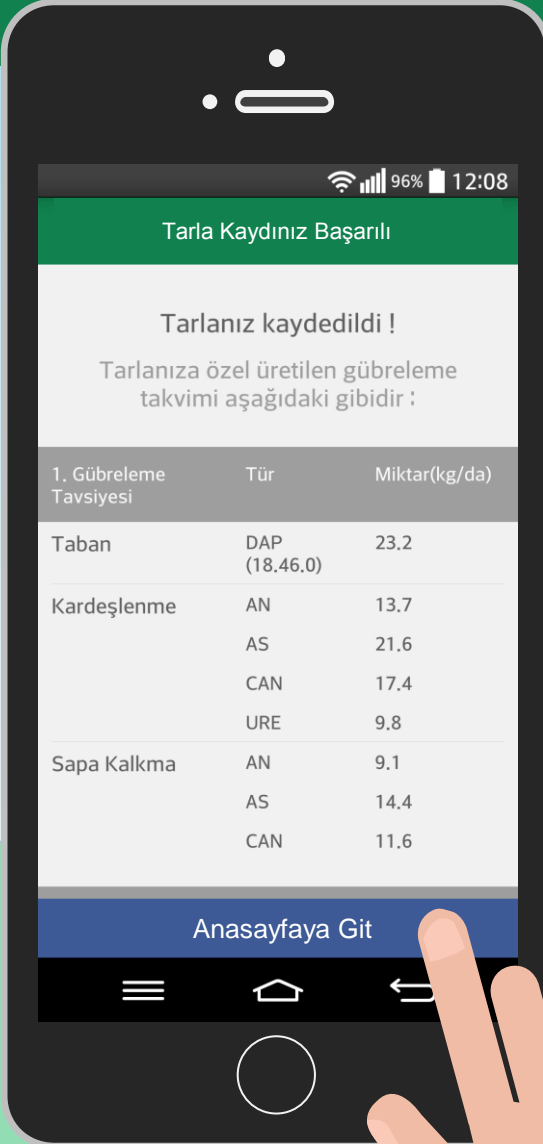 96% 12:08
Tarla Kaydınız Başarılı
Tarlanız kaydedildi !
Tarlanıza özel üretilen gübreleme
takvimi aşağıdaki gibidir :
1. Gübreleme Tür Miktar(kg/da)
Tavsiyesi
Taban DAP 23.2
(18.46.0)
Kardeşlenme AN 13.7
AS 21.6
CAN 17.4
URE 9.8
Sapa Kalkma AN 9.1
AS 14.4
CAN 11.6
Anasayfaya Git